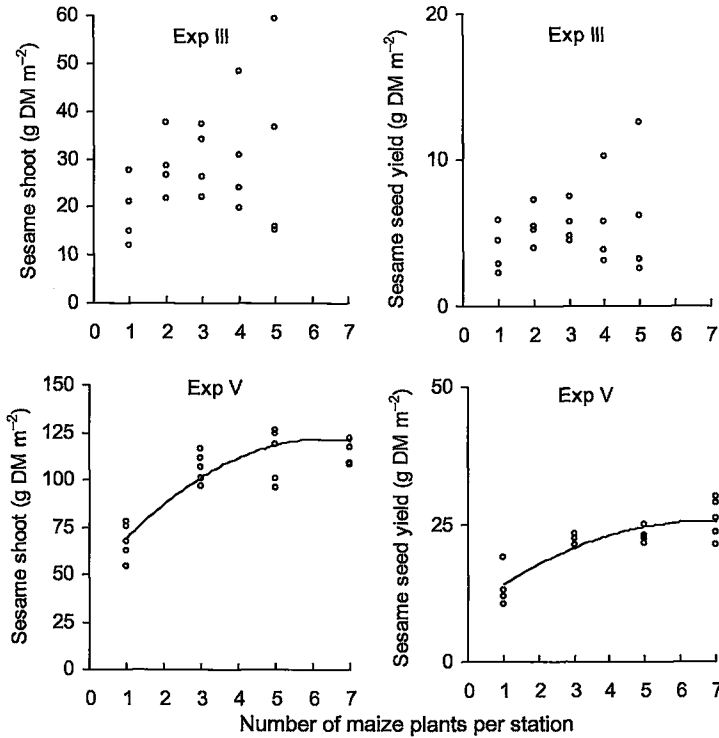 Exp III
Sesame shoot (g DM m⁻²)
60
50
40
30
20
10
0
0 1 2 3 4 5 6 7
Exp III
Sesame seed yield (g DM m⁻²)
20
10
0
0 1 2 3 4 5 6 7
Exp V
Sesame shoot (g DM m⁻²)
150
125
100
75
50
25
0
0 1 2 3 4 5 6 7
Exp V
Sesame seed yield (g DM m⁻²)
50
25
0
0 1 2 3 4 5 6 7
Number of maize plants per station